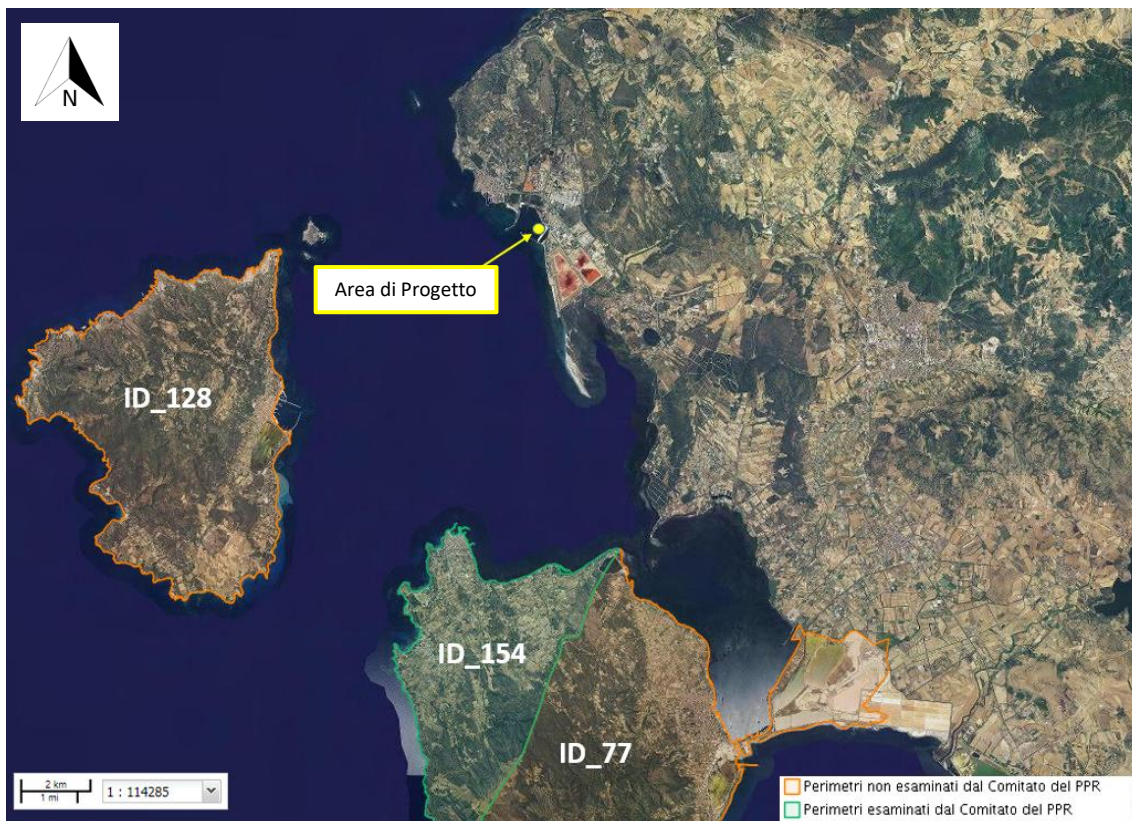 N
Area di Progetto
ID_128
ID_154
ID_77
2 km
1 mi
1 : 114285
Perimetri non esaminati dal Comitato del PPR
Perimetri esaminati dal Comitato del PPR